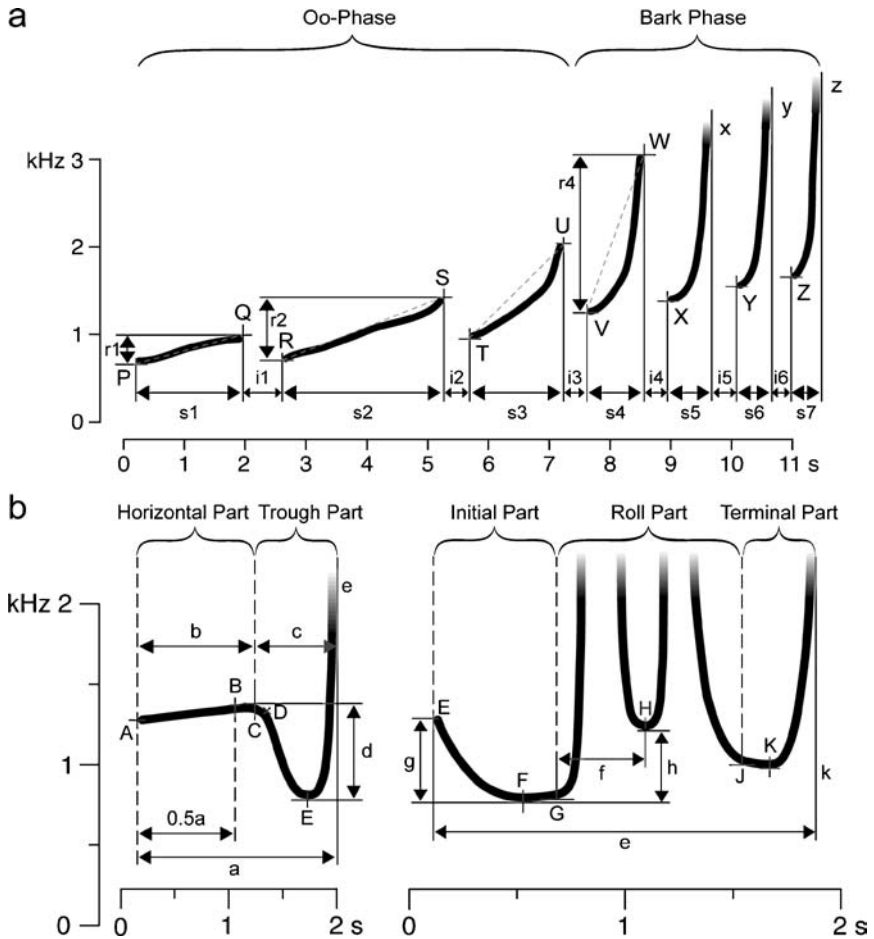 a
Oo-Phase Bark Phase
z
y
x
kHz 3
W
r4
U
2
S
Q
r2
V X Y Z
R
T
1
r1
P
i1 i2 i3 i4 i5 i6
s1 s2 s3 s4 s5 s6 s7
0
0 1 2 3 4 5 6 7 8 9 10 11 s
b
Horizontal Part Trough Part Initial Part Roll Part Terminal Part
e
kHz 2
b c
B
A C D E H
d g f h
F G J K k
1
E
0.5a
e
a
0
0 1 2 s 0 1 2 s